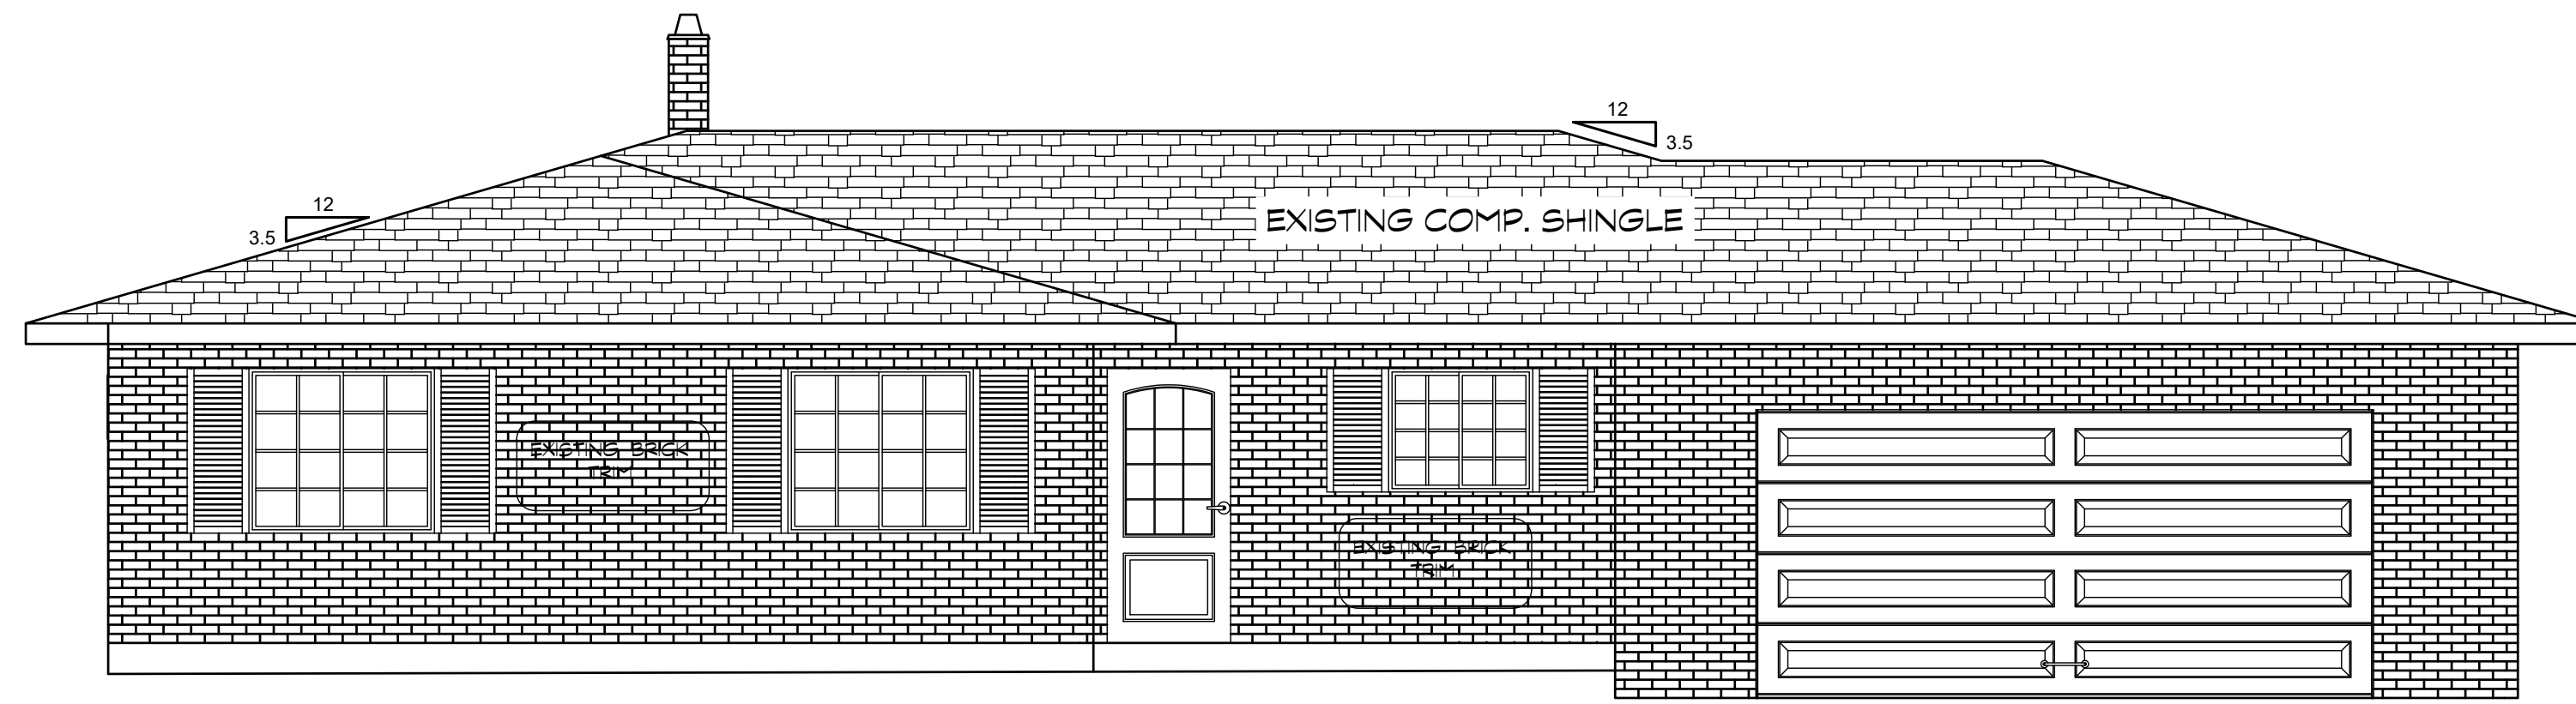 12
3.5
12
3.5
EXISTING COMP. SHINGLE
EXISTING BRICK
TRIM
EXISTING BRICK
TRIM